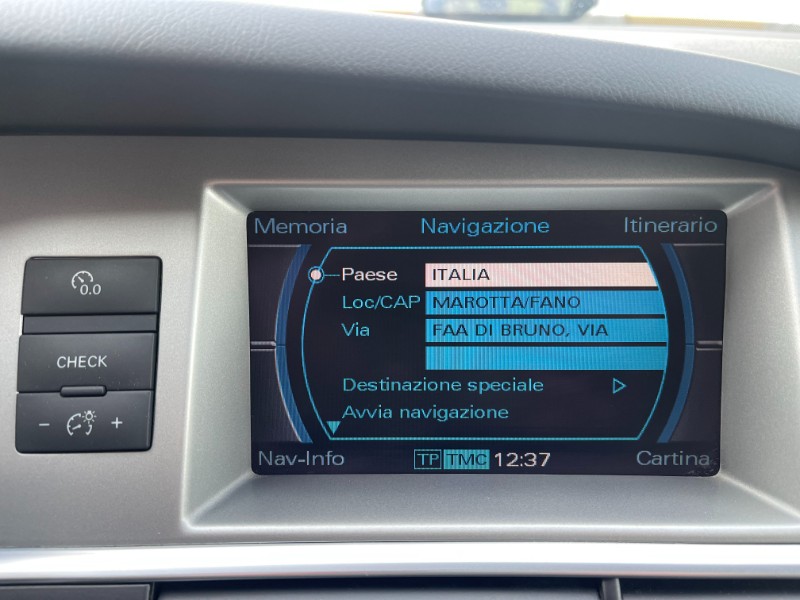 Memoria Navigazione Itinerario
Paese ITALIA
Loc/CAP MAROTTA/FANO
Via FAA DI BRUNO, VIA
Destinazione speciale
Avvia navigazione
Nav-Info TP TMC 12:37 Cartina
0.0
CHECK
- +